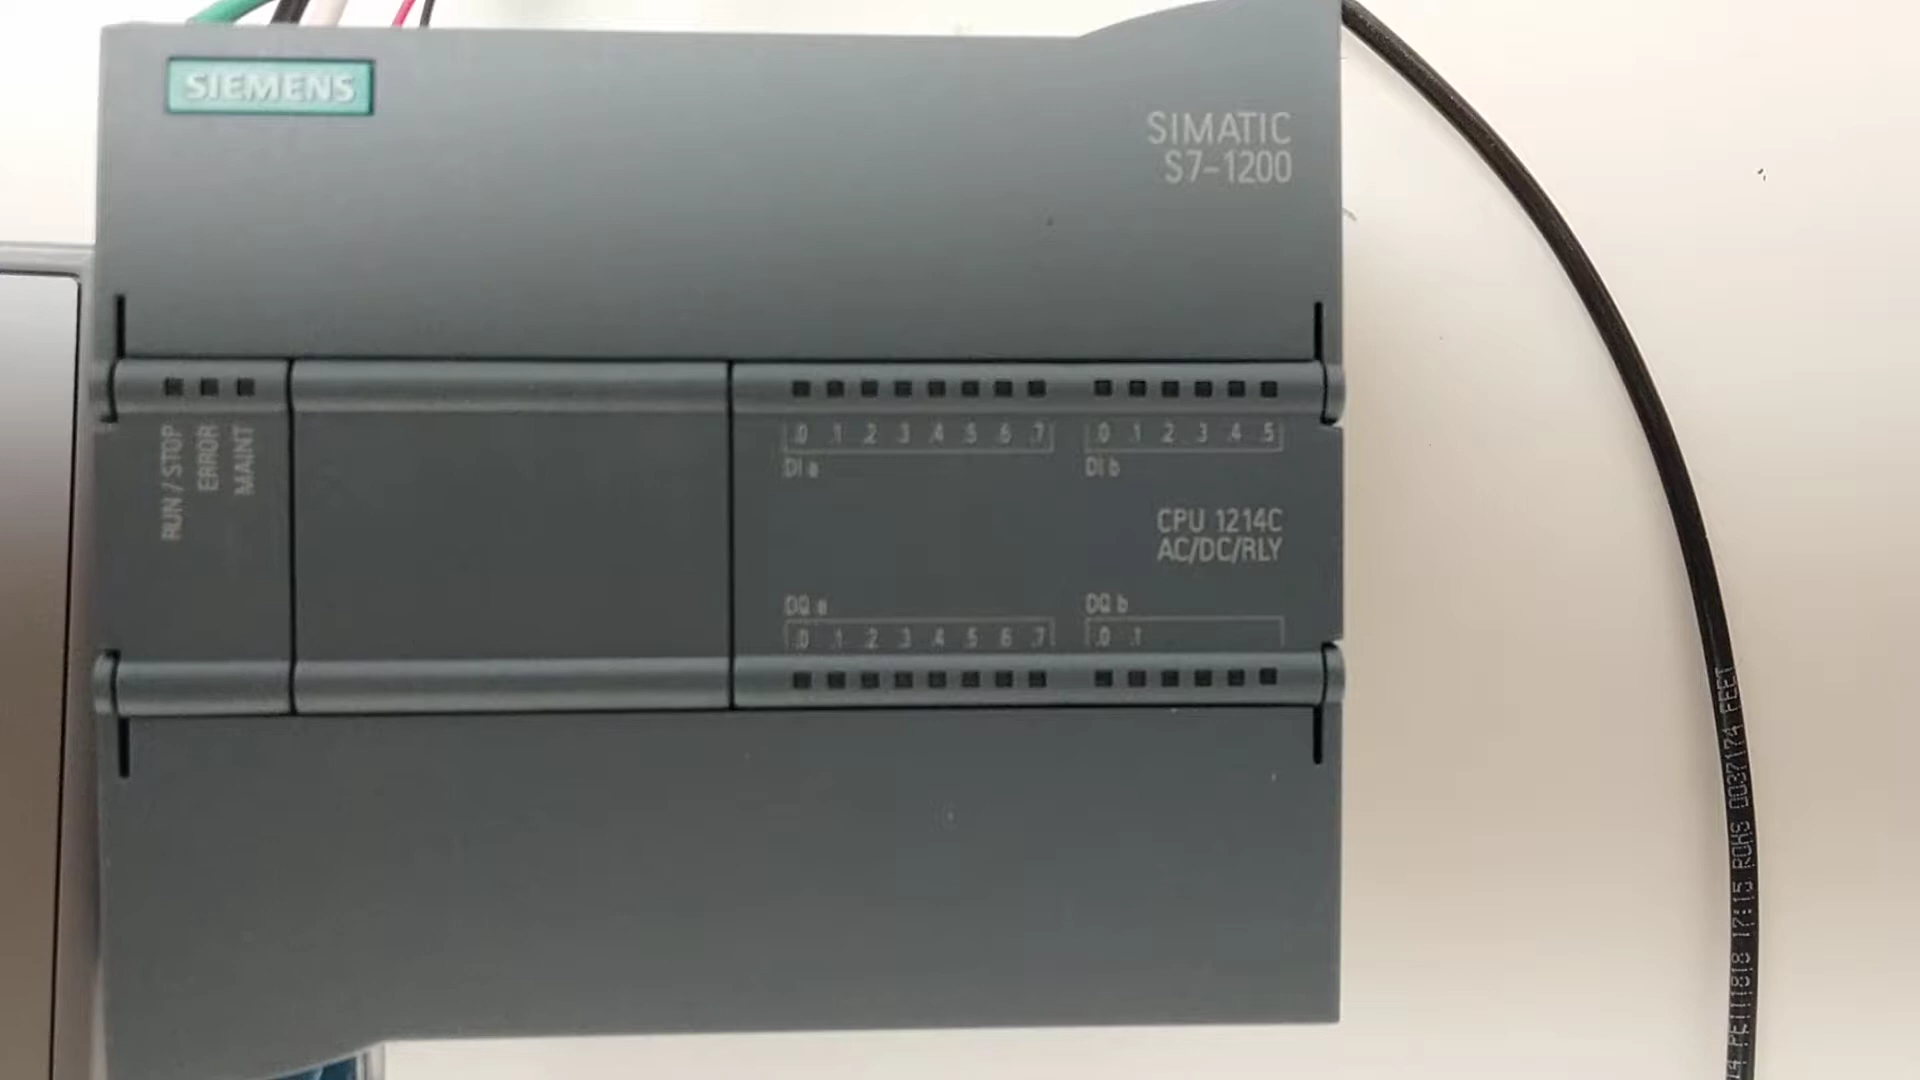 SIEMENS
SIMATIC
S7-1200
RUN / STOP
ERROR
MAINT
.0 .1 .2 .3 .4 .5 .6 .7
DI a
.0 .1 .2 .3 .4 .5
DI b
CPU 1214C
AC/DC/RLY
DQ a
.0 .1 .2 .3 .4 .5 .6 .7
DQ b
.0 .1
17:15 ROHS 0037174 FEET